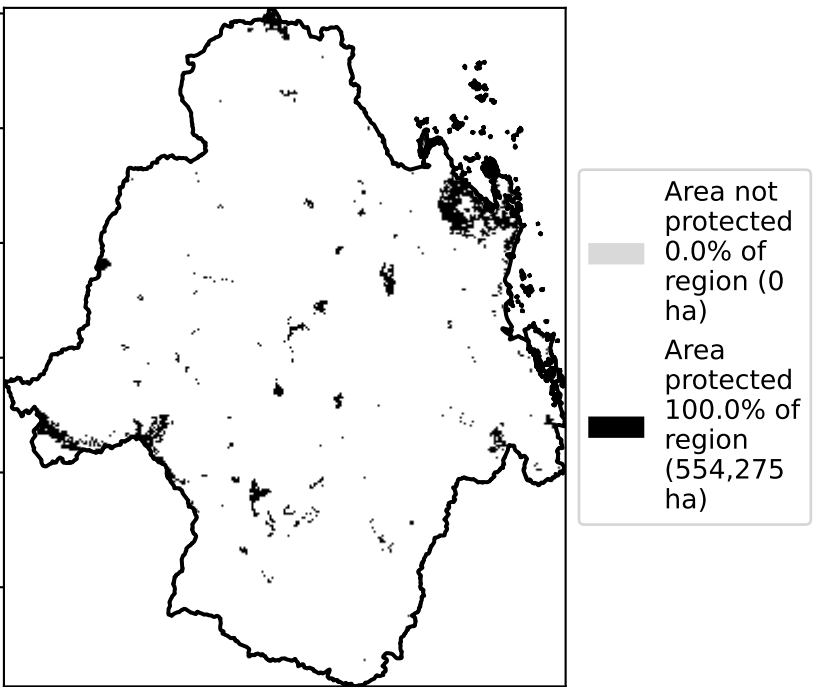 Area not
protected
0.0% of
region (0
ha)
Area
protected
100.0% of
region
(554,275
ha)